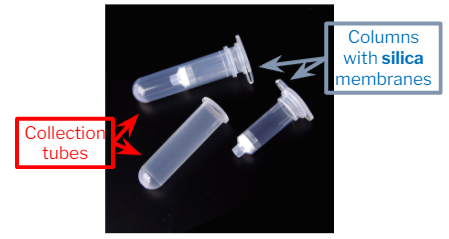 Columns
with silica
membranes
Collection
tubes